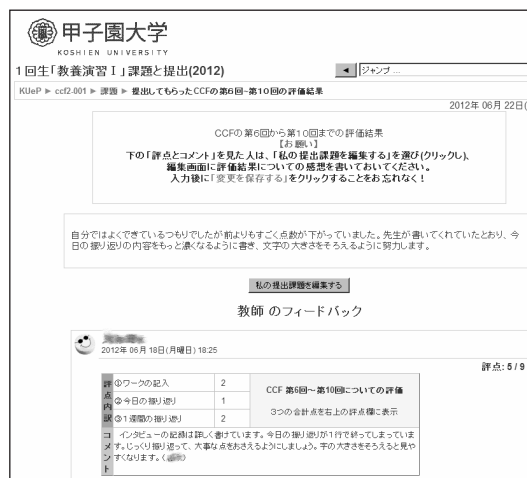 甲子園大学
KOSHIEN UNIVERSITY
1回生「教養演習Ⅰ」課題と提出(2012)
◄ ジャンプ ...
KUeP ► ccf2-001 ► 課題 ► 提出してもらったCCFの第6回-第10回の評価結果
2012年 06月 22日(
CCFの第6回から第10回までの評価結果
【お願い】
下の「評点とコメント」を見た人は、「私の提出課題を編集する」を選び(クリックし)、
編集画面に評価結果についての感想を書いておいてください。
入力後に「変更を保存する」をクリックすることをお忘れなく！
自分ではよくできているつもりでしたが前よりもすごく点数が下がっていました。先生が書いてくれていたとおり、今
日の振り返りの内容をもっと濃くなるように書き、文字の大きさをそろえるように努力します。
私の提出課題を編集する
教師 のフィードバック
2012年 06月 18日(月曜日) 18:25
評点: 5 / 9
評点内訳
①ワークの記入 2
②今日の振り返り 1
③1週間の振り返り 2
CCF 第6回～第10回についての評価
3つの合計点を右上の評点欄に表示
コメント
インタビューの記録は詳しく書けています。今日の振り返りが1行で終ってしまっていま
す。じっくり振り返って、大事な点をおさえるようにしましょう。字の大きさをそろえると見や
すくなります。(